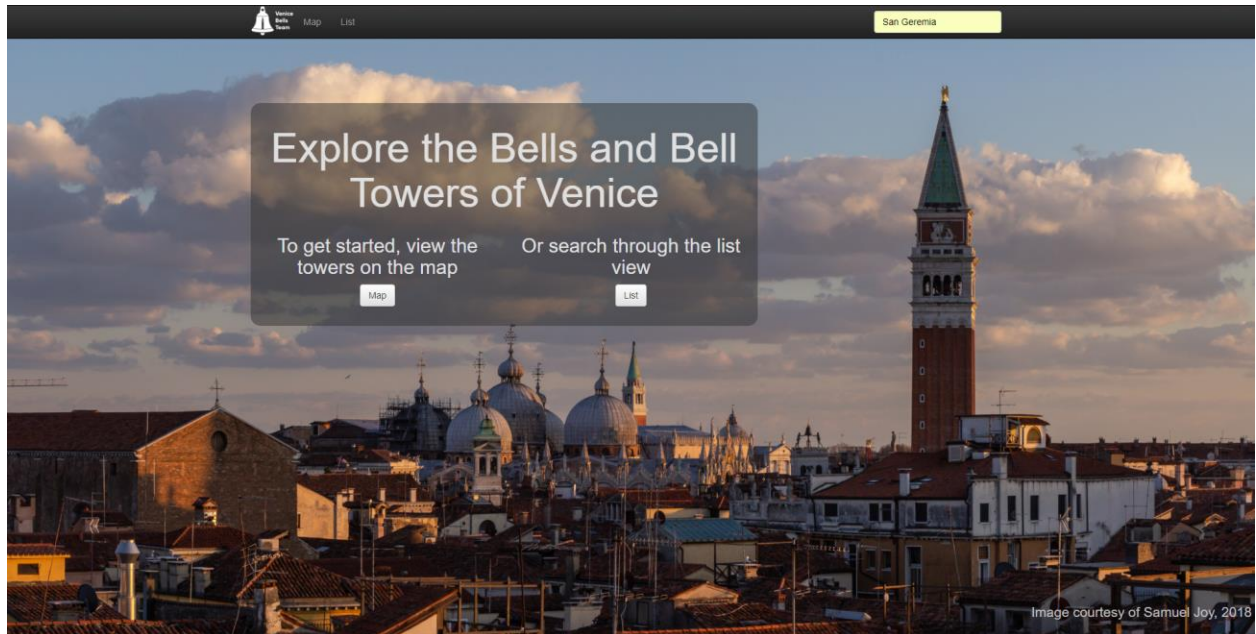 Venice
Bells
Team
Map
List
San Geremia
Explore the Bells and Bell
Towers of Venice
To get started, view the
towers on the map
Map
Or search through the list
view
List
Image courtesy of Samuel Joy, 2018